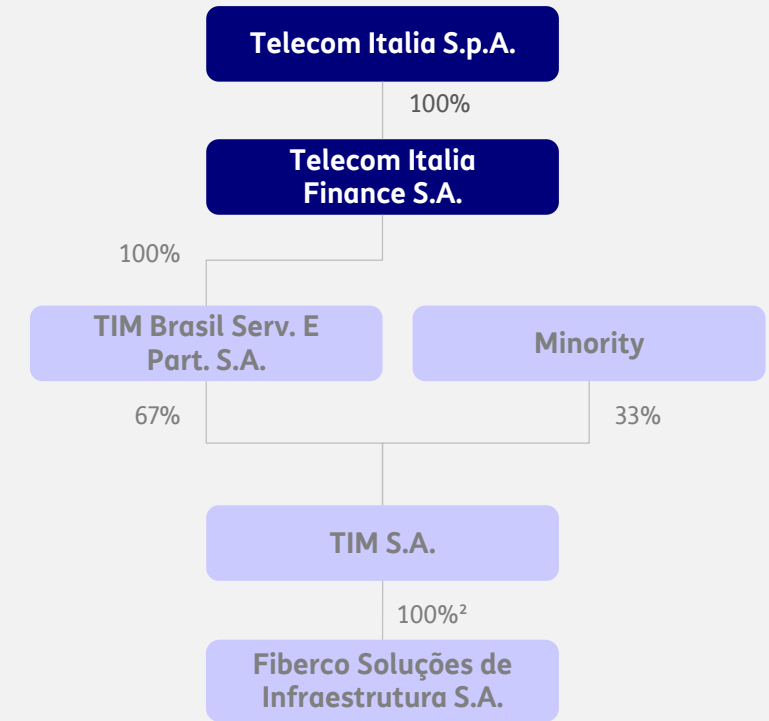 Telecom Italia S.p.A.
100%
Telecom Italia
Finance S.A.
100%
TIM Brasil Serv. E
Part. S.A.
Minority
67%
33%
TIM S.A.
100%²
Fiberco Soluções de
Infraestrutura S.A.